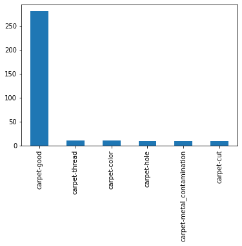 250
200
150
100
50
0
carpet-good
carpet-thread
carpet-color
carpet-hole
carpet-metal_contamination
carpet-cut